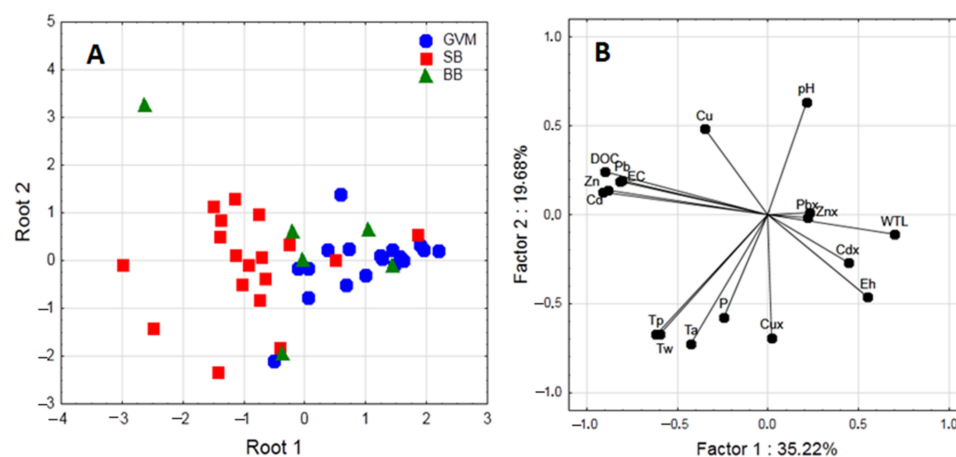 A
GVM
SB
BB
5
4
3
2
1
0
−1
−2
−3
Root 2
−4 −3 −2 −1 0 1 2 3
Root 1
B
1.0
0.5
0.0
−0.5
−1.0
Factor 2 : 19.68%
pH
Cu
DOC Pb
EC
Zn
Cd
Phx
Znx
WTL
Cdx
Eh
P
Tp
Ta
Cux
Tw
−1.0 −0.5 0.0 0.5 1.0
Factor 1 : 35.22%